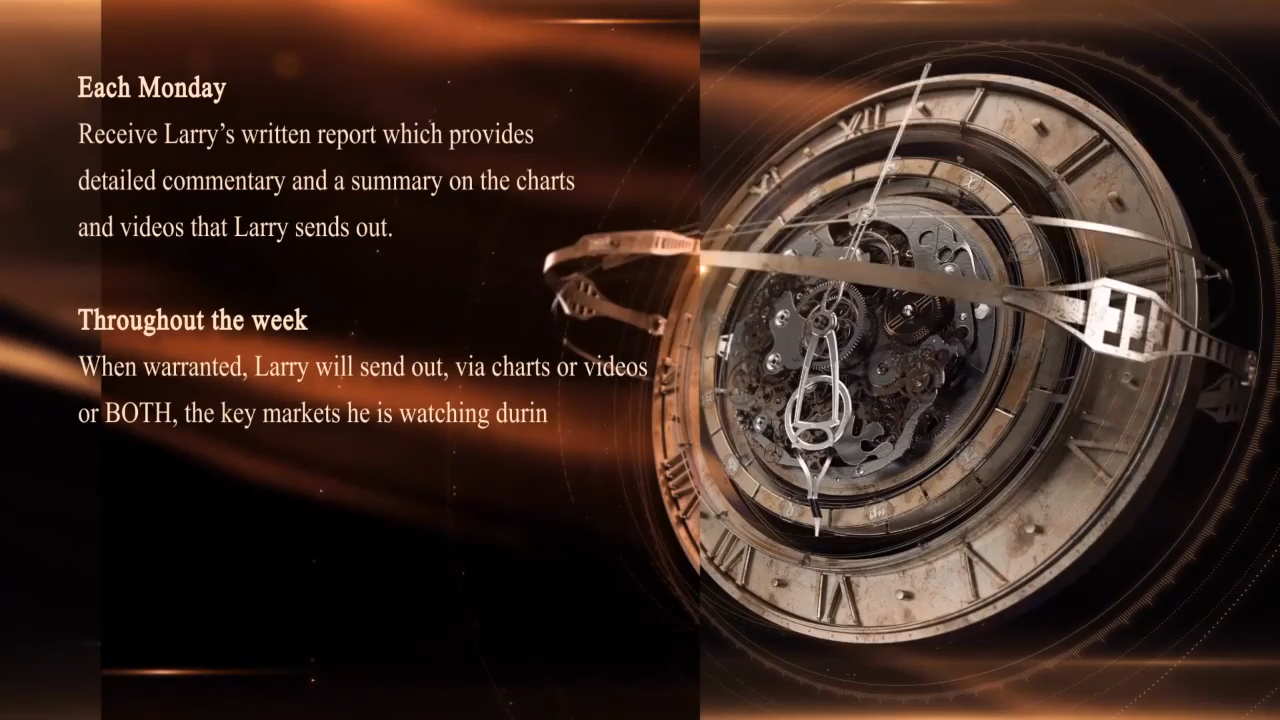 Each Monday
Receive Larry’s written report which provides
detailed commentary and a summary on the charts
and videos that Larry sends out.
Throughout the week
When warranted, Larry will send out, via charts or videos
or BOTH, the key markets he is watching durin